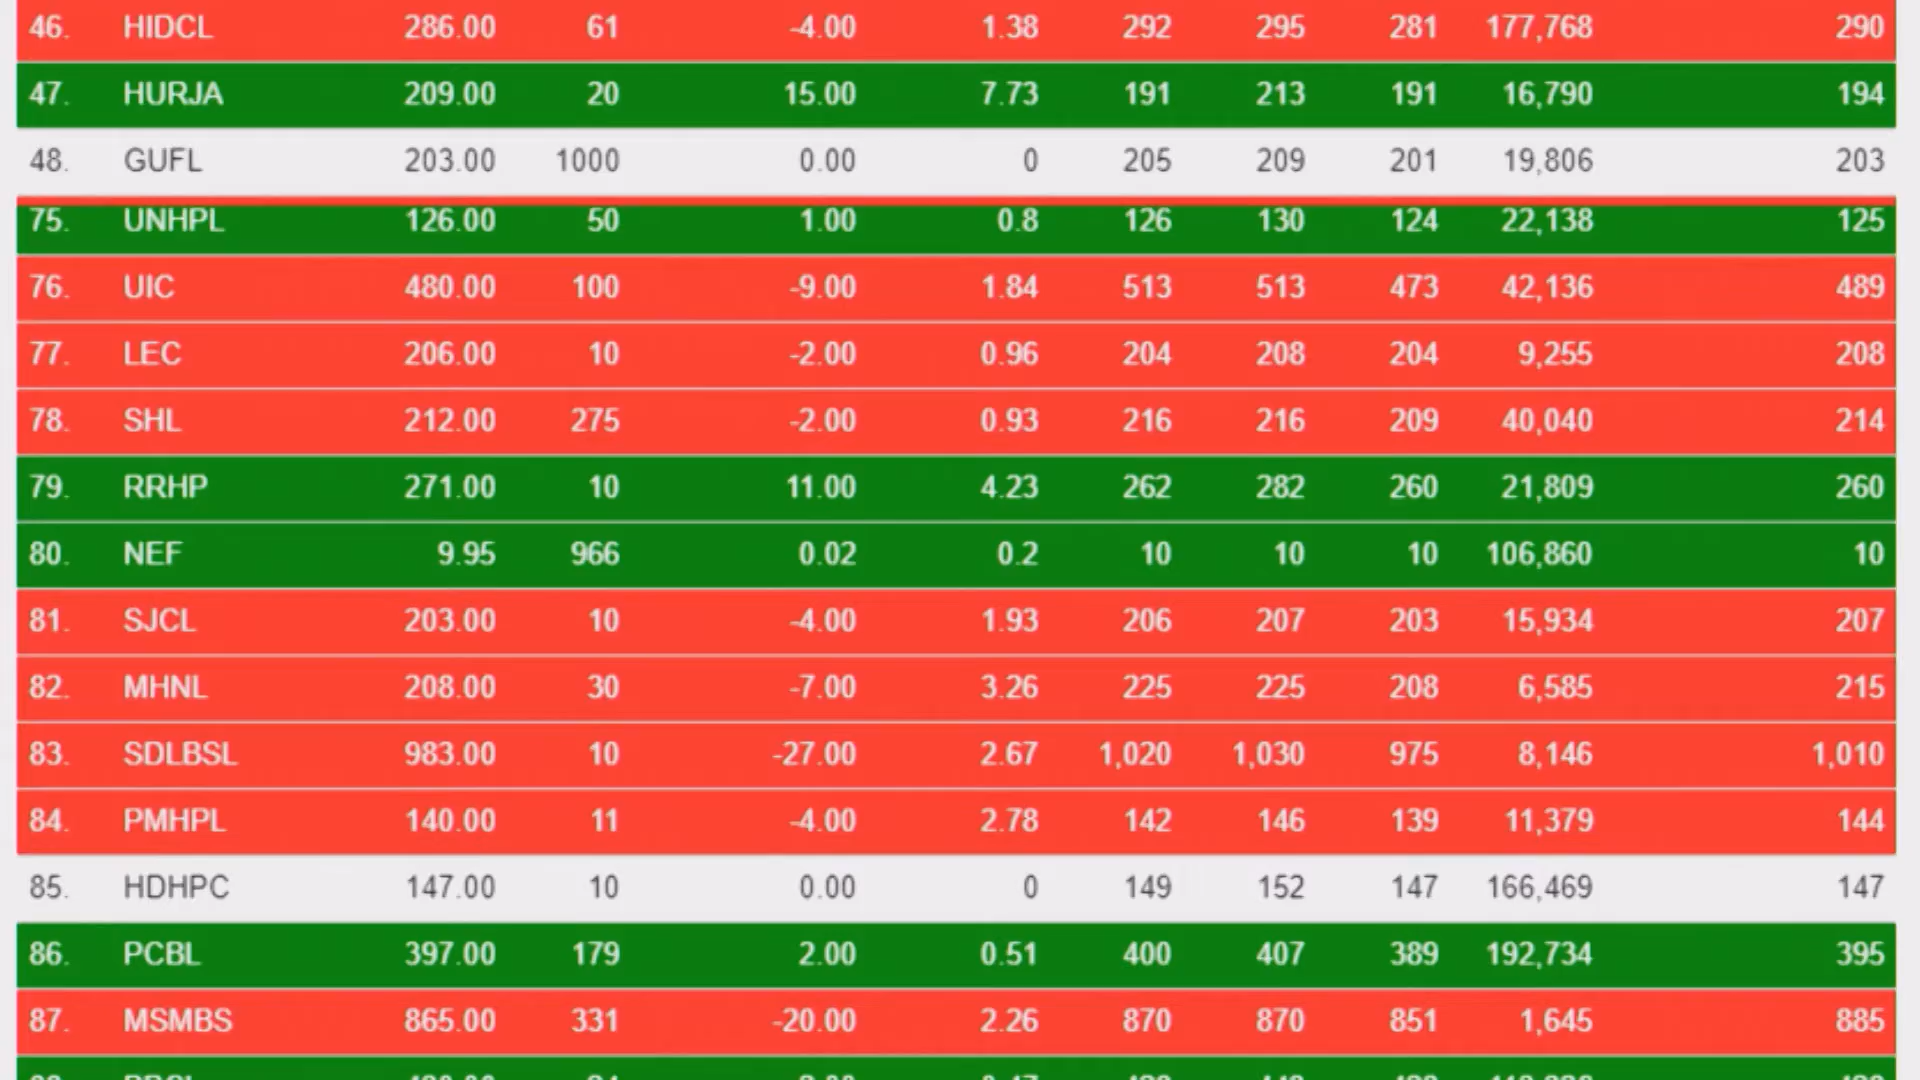 46. HIDCL 286.00 61 -4.00 1.38 292 295 281 177,768 290
47. HURJA 209.00 20 15.00 7.73 191 213 191 16,790 194
48. GUFL 203.00 1000 0.00 0 205 209 201 19,806 203
75. UNHPL 126.00 50 1.00 0.8 126 130 124 22,138 125
76. UIC 480.00 100 -9.00 1.84 513 513 473 42,136 489
77. LEC 206.00 10 -2.00 0.96 204 208 204 9,255 208
78. SHL 212.00 275 -2.00 0.93 216 216 209 40,040 214
79. RRHP 271.00 10 11.00 4.23 262 282 260 21,809 260
80. NEF 9.95 966 0.02 0.2 10 10 10 106,860 10
81. SJCL 203.00 10 -4.00 1.93 206 207 203 15,934 207
82. MHNL 208.00 30 -7.00 3.26 225 225 208 6,585 215
83. SDLBSL 983.00 10 -27.00 2.67 1,020 1,030 975 8,146 1,010
84. PMHPL 140.00 11 -4.00 2.78 142 146 139 11,379 144
85. HDHPC 147.00 10 0.00 0 149 152 147 166,469 147
86. PCBL 397.00 179 2.00 0.51 400 407 389 192,734 395
87. MSMBS 865.00 331 -20.00 2.26 870 870 851 1,645 885